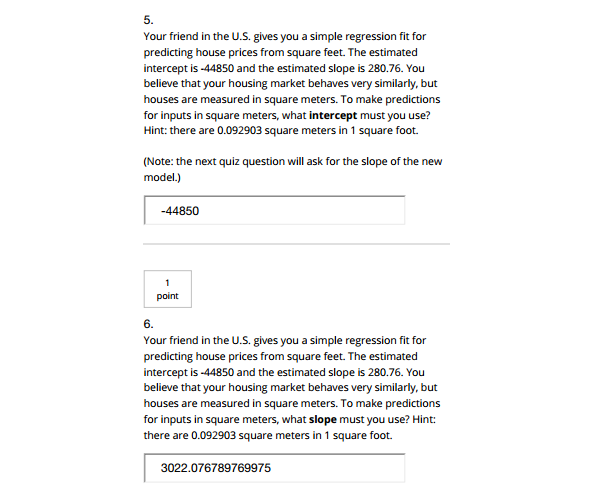 5.
Your friend in the U.S. gives you a simple regression fit for
predicting house prices from square feet. The estimated
intercept is -44850 and the estimated slope is 280.76. You
believe that your housing market behaves very similarly, but
houses are measured in square meters. To make predictions
for inputs in square meters, what intercept must you use?
Hint: there are 0.092903 square meters in 1 square foot.
(Note: the next quiz question will ask for the slope of the new
model.)
-44850
1
point
6.
Your friend in the U.S. gives you a simple regression fit for
predicting house prices from square feet. The estimated
intercept is -44850 and the estimated slope is 280.76. You
believe that your housing market behaves very similarly, but
houses are measured in square meters. To make predictions
for inputs in square meters, what slope must you use? Hint:
there are 0.092903 square meters in 1 square foot.
3022.076789769975